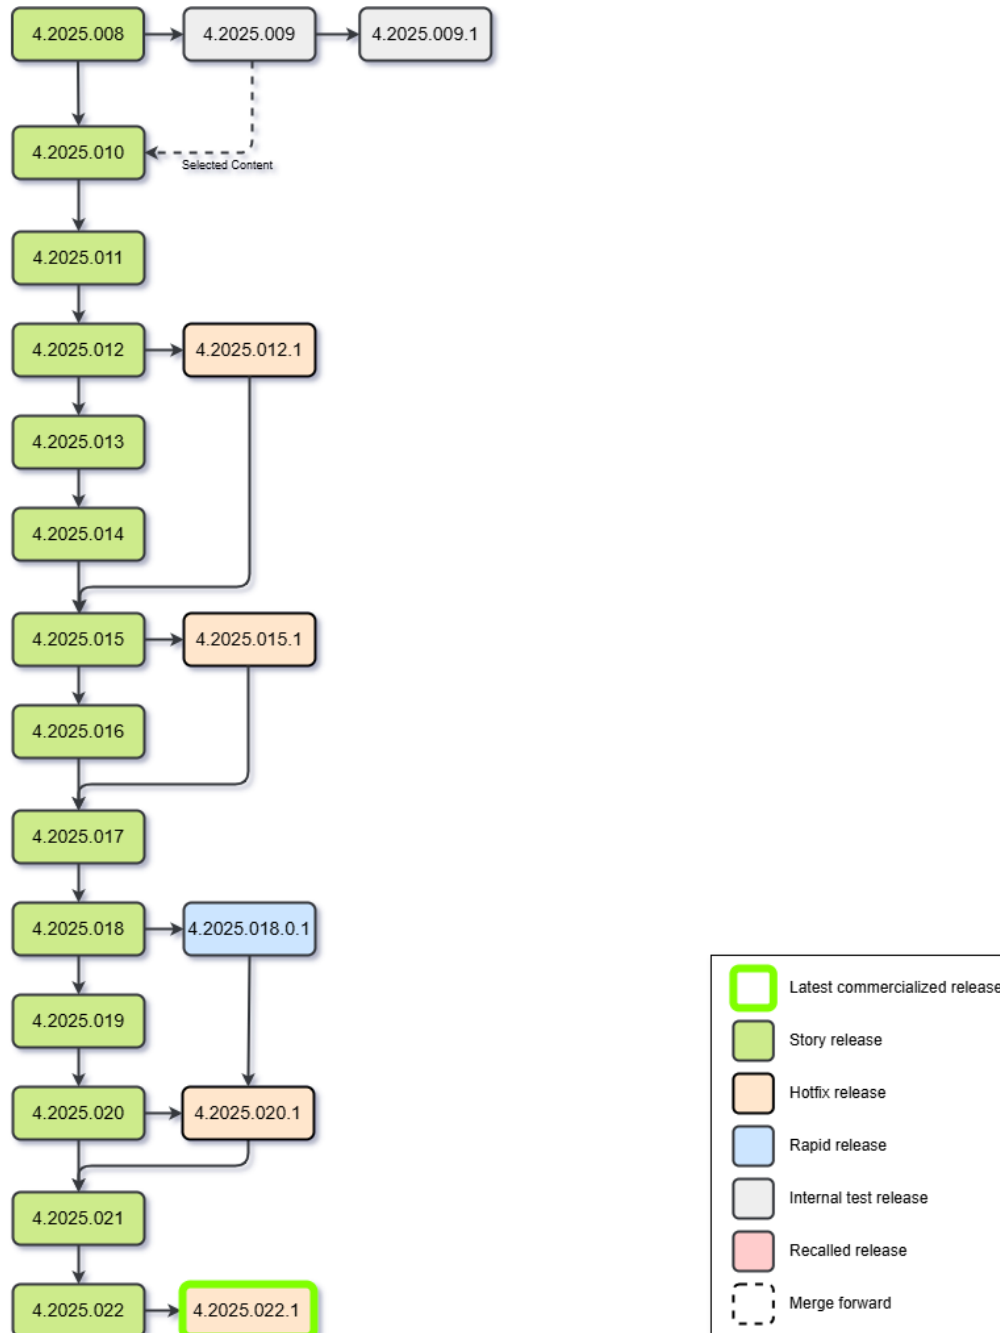 4.2025.008
4.2025.009
4.2025.009.1
4.2025.010
Selected Content
4.2025.011
4.2025.012
4.2025.012.1
4.2025.013
4.2025.014
4.2025.015
4.2025.015.1
4.2025.016
4.2025.017
4.2025.018
4.2025.018.0.1
4.2025.019
4.2025.020
4.2025.020.1
4.2025.021
4.2025.022
4.2025.022.1
Latest commercialized release
Story release
Hotfix release
Rapid release
Internal test release
Recalled release
Merge forward